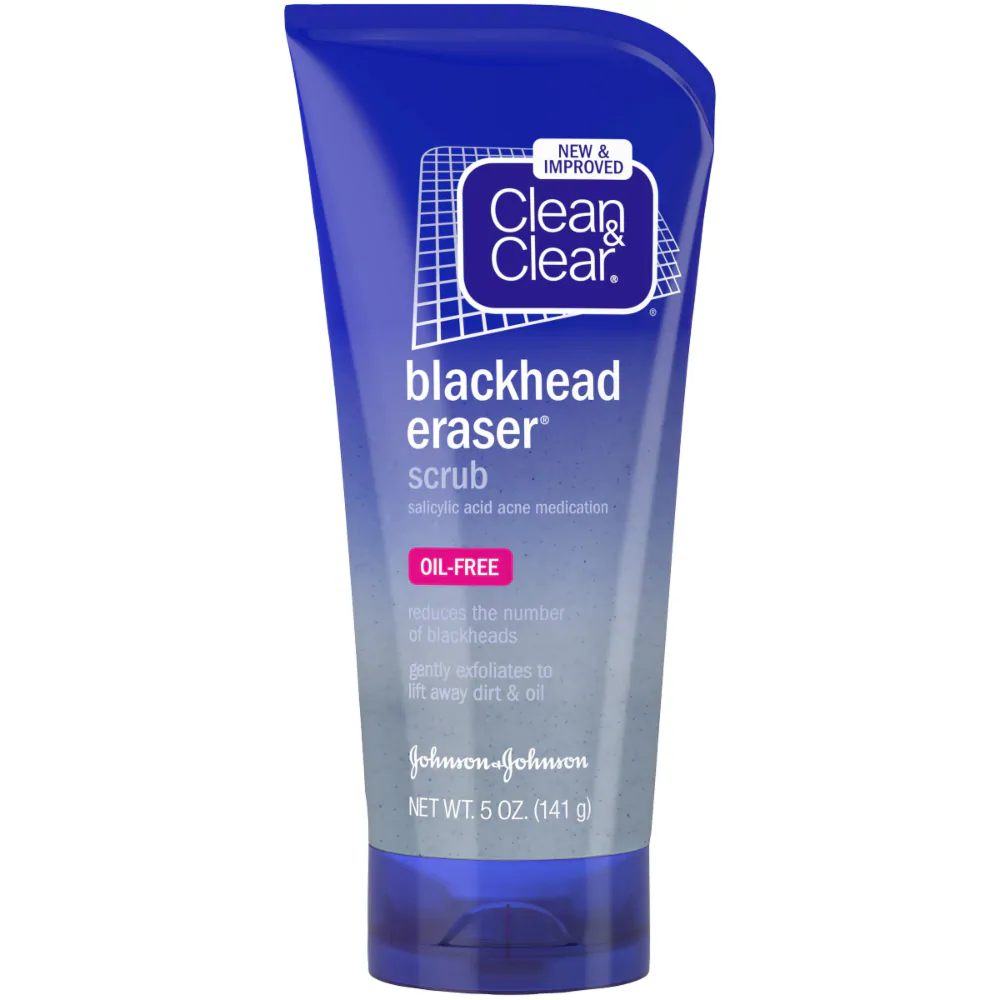 NEW &
IMPROVED
Clean
&
Clear®
®
blackhead
eraser®
scrub
salicylic acid acne medication
OIL-FREE
reduces the number
of blackheads
gently exfoliates to
lift away dirt & oil
Johnson & Johnson
NET WT. 5 OZ. (141 g)